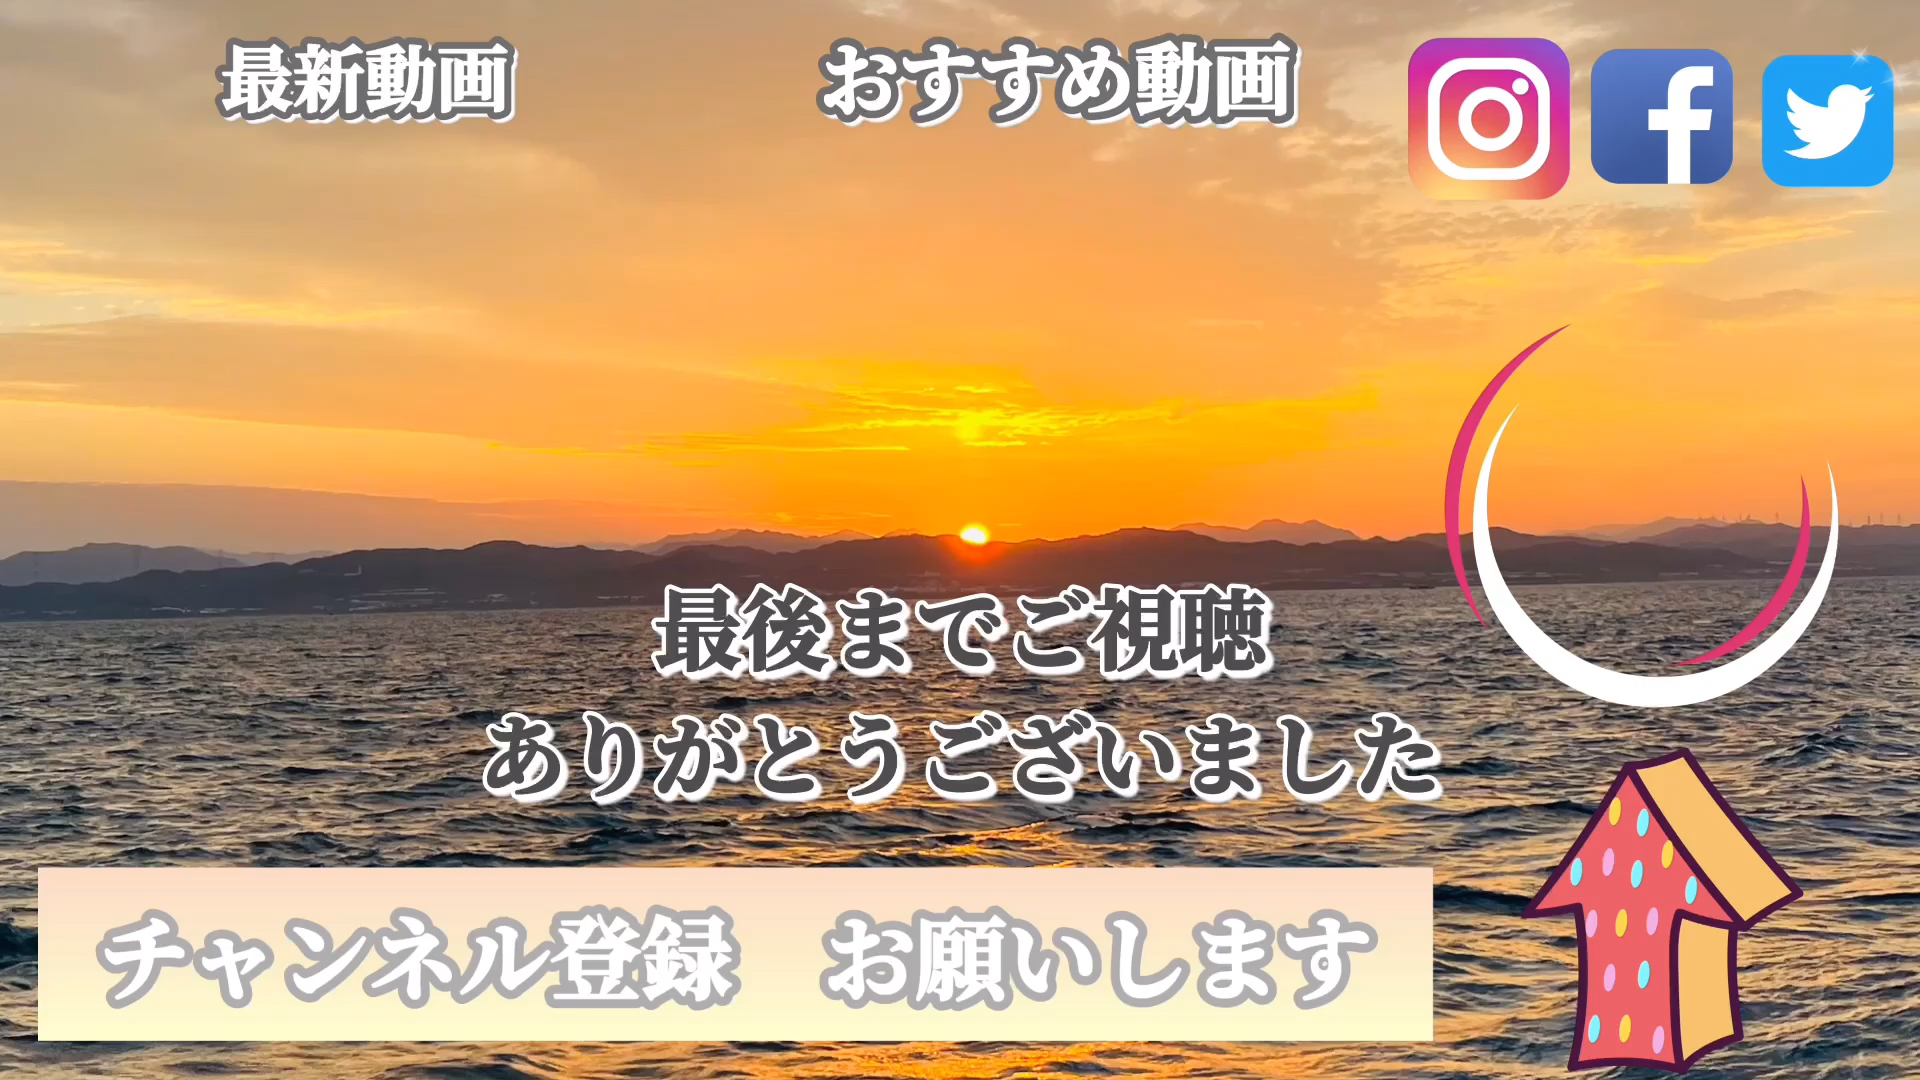 最新動画
おすすめ動画
最後までご視聴
ありがとうございました
チャンネル登録　お願いします